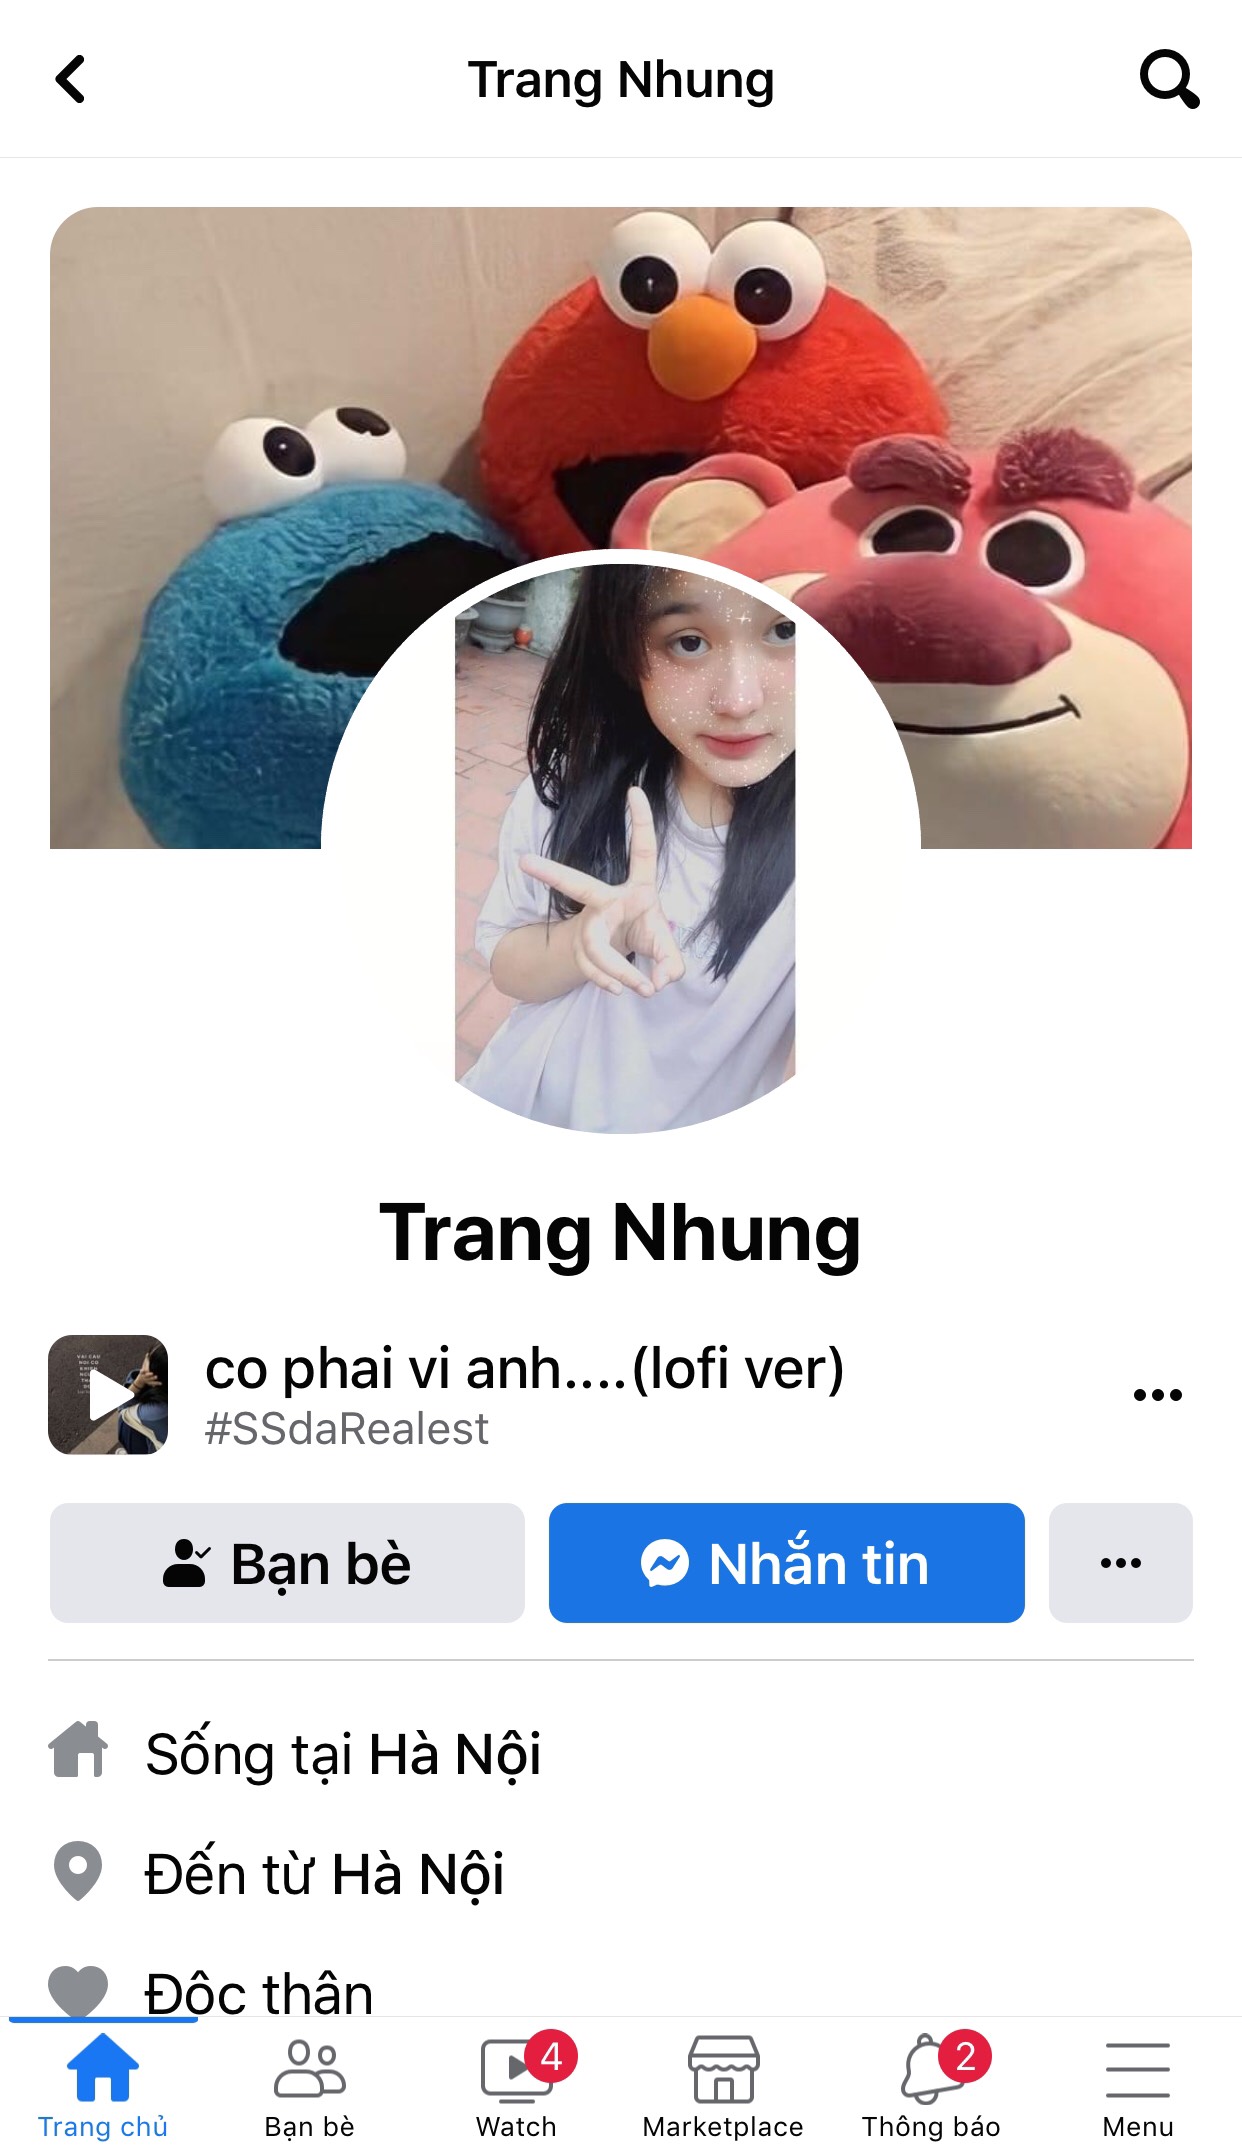 Trang Nhung
Trang Nhung
co phai vi anh....(lofi ver)
#SSdaRealest
Bạn bè
Nhắn tin
Sống tại Hà Nội
Đến từ Hà Nội
Độc thân
4
2
Trang chủ
Bạn bè
Watch
Marketplace
Thông báo
Menu